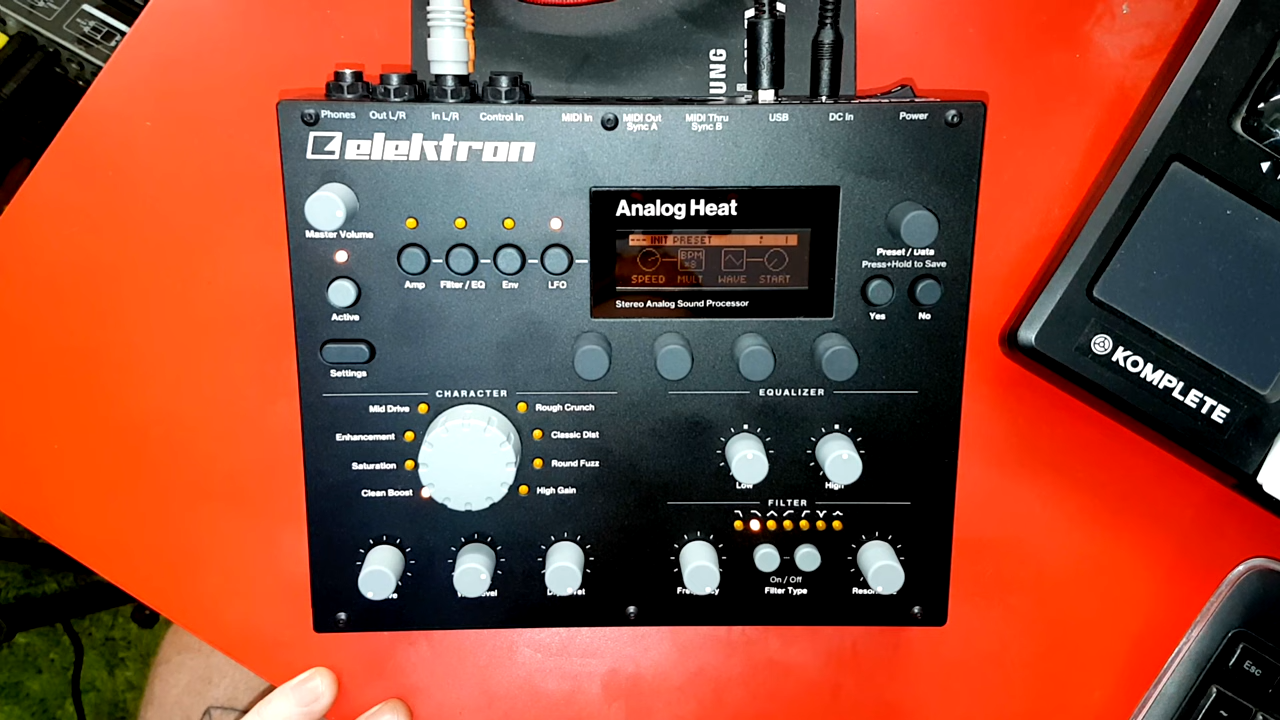 UNG
Phones Out L/R In L/R Control In MIDI In MIDI Out MIDI Thru USB DC In Power
Sync A Sync B
elektron
Analog Heat
Master Volume
INIT PRESET : 1
BPM
SPEED MULT WAVE START
Preset / Data
Press+Hold to Save
Amp Filter / EQ Env LFO
Stereo Analog Sound Processor
Yes No
Active
Settings
CHARACTER EQUALIZER
Mid Drive Rough Crunch
Enhancement Classic Dist
Saturation Round Fuzz
Clean Boost High Gain
Low High
FILTER
On / Off
Filter Type
KOMPLETE
Esc